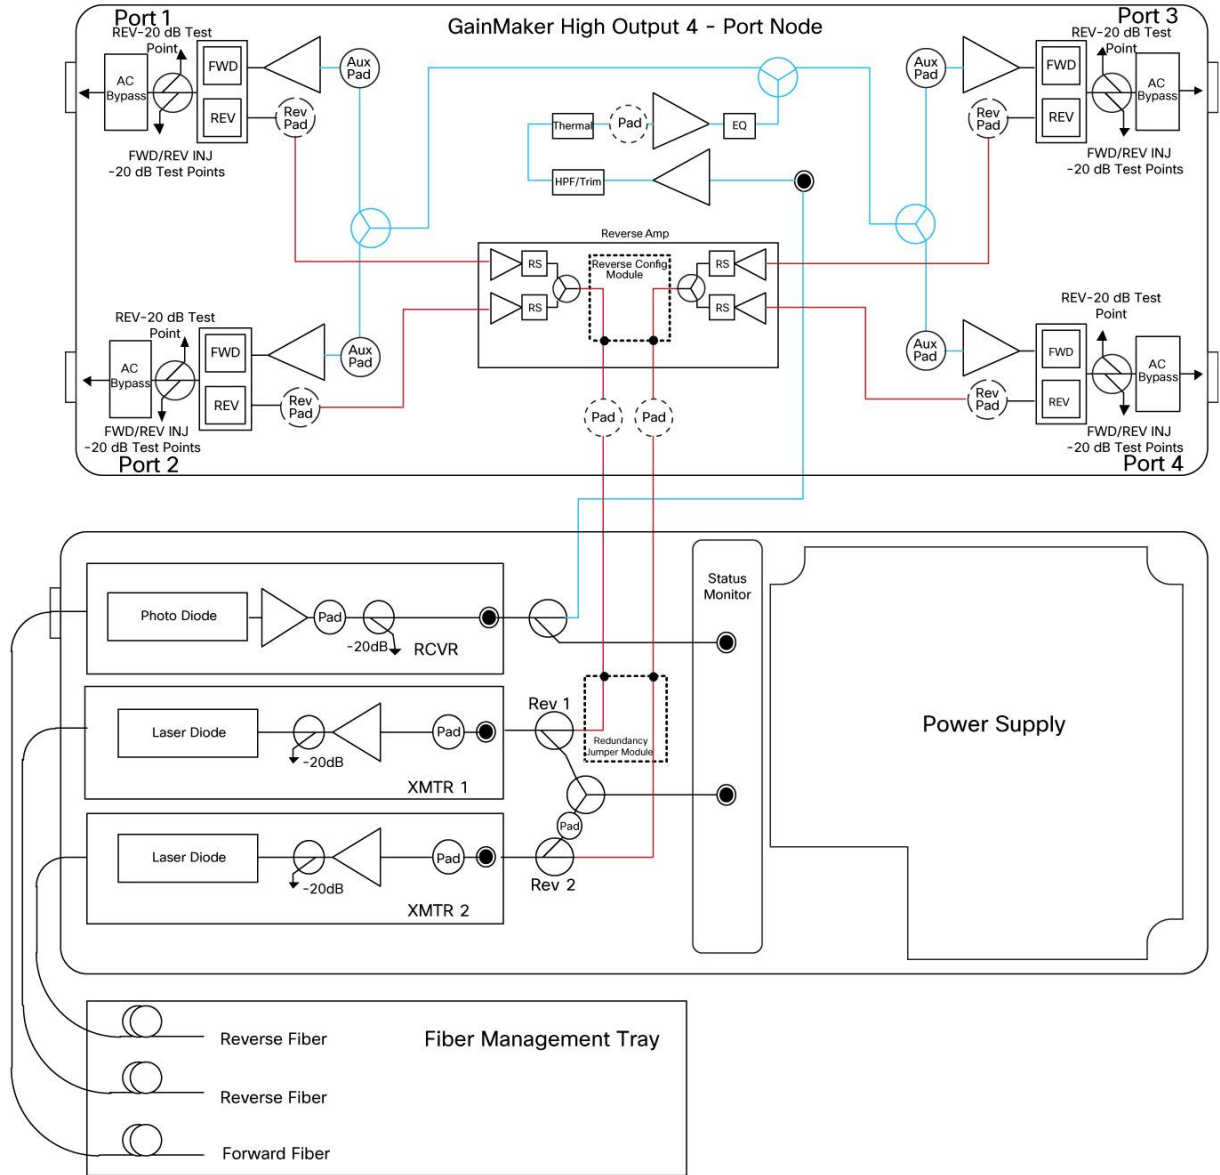 GainMaker High Output 4 - Port Node
Port 1
REV-20 dB Test
Point
AC
Bypass
FWD
REV
Aux
Pad
Rev
Pad
FWD/REV INJ
-20 dB Test Points
Thermal
Pad
EQ
HPF/Trim
Port 3
REV-20 dB Test
Point
Aux
Pad
FWD
REV
AC
Bypass
Rev
Pad
FWD/REV INJ
-20 dB Test Points
Reverse Amp
RS
RS
Reverse Config
Module
RS
RS
REV-20 dB Test
Point
AC
Bypass
FWD
REV
Aux
Pad
Rev
Pad
FWD/REV INJ
-20 dB Test Points
Port 2
Pad
Pad
REV-20 dB Test
Point
Aux
Pad
FWD
REV
AC
Bypass
Rev
Pad
FWD/REV INJ
-20 dB Test Points
Port 4
Photo Diode
Pad
-20dB
RCVR
Status
Monitor
Power Supply
Laser Diode
-20dB
Pad
XMTR 1
Rev 1
Redundancy
Jumper Module
Pad
Laser Diode
-20dB
Pad
XMTR 2
Rev 2
Fiber Management Tray
Reverse Fiber
Reverse Fiber
Forward Fiber